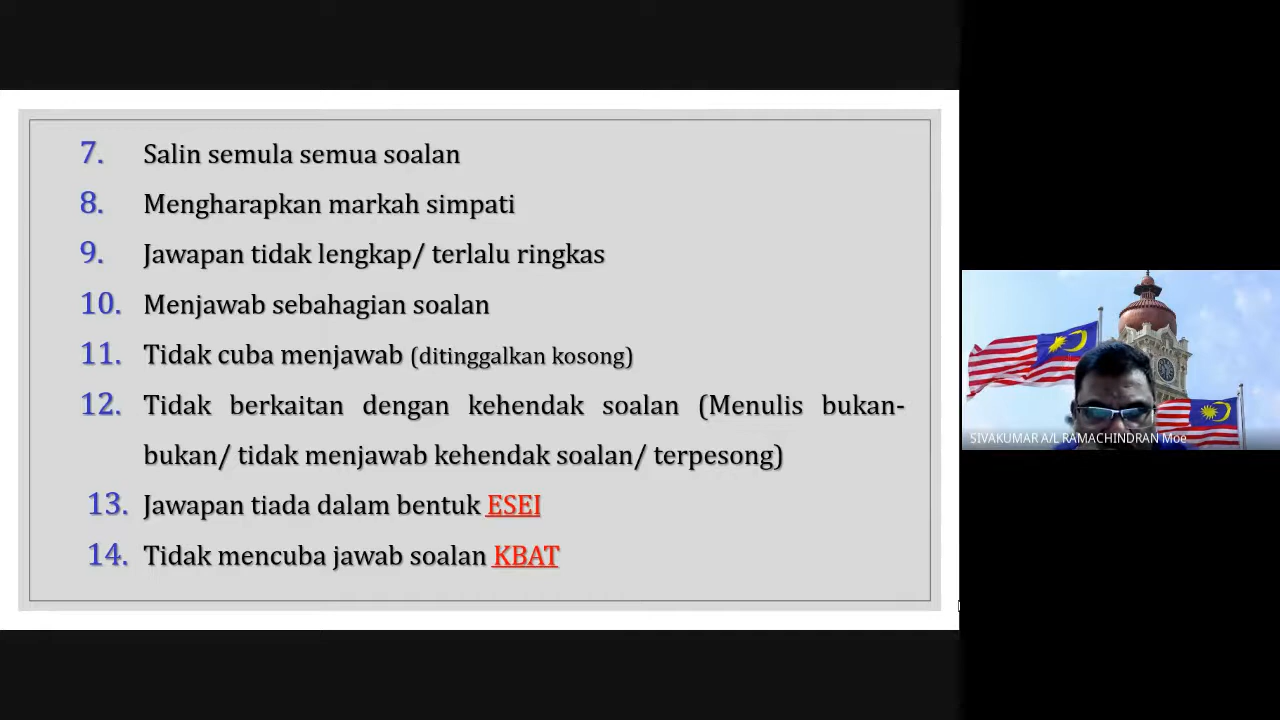 7. Salin semula semua soalan
8. Mengharapkan markah simpati
9. Jawapan tidak lengkap/ terlalu ringkas
10. Menjawab sebahagian soalan
11. Tidak cuba menjawab (ditinggalkan kosong)
12. Tidak berkaitan dengan kehendak soalan (Menulis bukan-
bukan/ tidak menjawab kehendak soalan/ terpesong)
13. Jawapan tiada dalam bentuk ESEI
14. Tidak mencuba jawab soalan KBAT
SIVAKUMAR A/L RAMACHINDRAN Moe